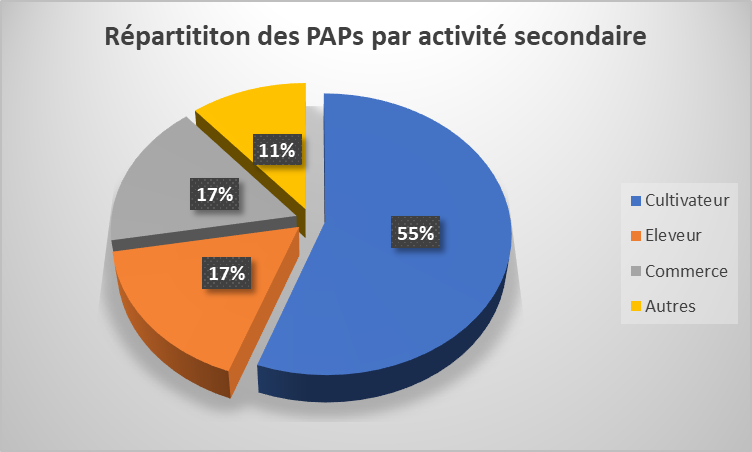 Répartititon des PAPs par activité secondaire
11%
17%
55%
17%
Cultivateur
Eleveur
Commerce
Autres